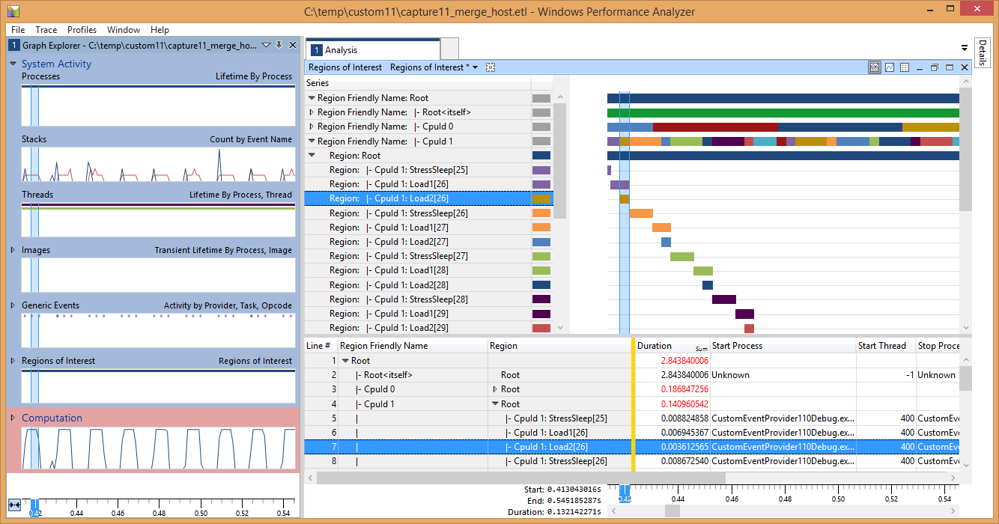 C:\temp\custom11\capture11_merge_host.etl - Windows Performance Analyzer
File Trace Profiles Window Help
1 Graph Explorer - C:\temp\custom11\capture11_merge_ho...
System Activity
Processes Lifetime By Process
Stacks Count by Event Name
Threads Lifetime By Process, Thread
Images Transient Lifetime By Process, Image
Generic Events Activity by Provider, Task, Opcode
Regions of Interest Regions of Interest
Computation
0.42 0.44 0.46 0.48 0.50 0.52 0.54
1 Analysis
Details
Regions of Interest Regions of Interest *
Series
Region Friendly Name: Root
Region Friendly Name: |- Root<itself>
Region Friendly Name: |- CpuId 0
Region Friendly Name: |- CpuId 1
Region: Root
Region: |- CpuId 1: StressSleep[25]
Region: |- CpuId 1: Load1[26]
Region: |- CpuId 1: Load2[26]
Region: |- CpuId 1: StressSleep[26]
Region: |- CpuId 1: Load1[27]
Region: |- CpuId 1: Load2[27]
Region: |- CpuId 1: StressSleep[27]
Region: |- CpuId 1: Load1[28]
Region: |- CpuId 1: Load2[28]
Region: |- CpuId 1: StressSleep[28]
Region: |- CpuId 1: Load1[29]
Region: |- CpuId 1: Load2[29]
Line # Region Friendly Name Region Duration Sum Start Process Start Thread Stop Proce
1 Root 2.843840006
2 |- Root<itself> Root 2.843840006 Unknown -1 Unknown
3 |- CpuId 0 Root 0.186847256
4 |- CpuId 1 Root 0.140960542
5 | |- CpuId 1: StressSleep[25] 0.008824858 CustomEventProvider110Debug.ex... 400 CustomEve
6 | |- CpuId 1: Load1[26] 0.006945367 CustomEventProvider110Debug.ex... 400 CustomEve
7 | |- CpuId 1: Load2[26] 0.003612565 CustomEventProvider110Debug.ex... 400 CustomEve
8 | |- CpuId 1: StressSleep[26] 0.008672540 CustomEventProvider110Debug.ex... 400 CustomEve
Start: 0.413043016s
End: 0.545185287s
Duration: 0.132142271s
0.42 0.44 0.46 0.48 0.50 0.52 0.54